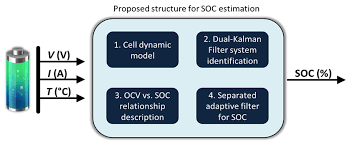 Proposed structure for SOC estimation
V (V)
I (A)
T (°C)
1. Cell dynamic
model
2. Dual-Kalman
Filter system
identification
3. OCV vs. SOC
relationship
description
4. Separated
adaptive filter
for SOC
SOC (%)